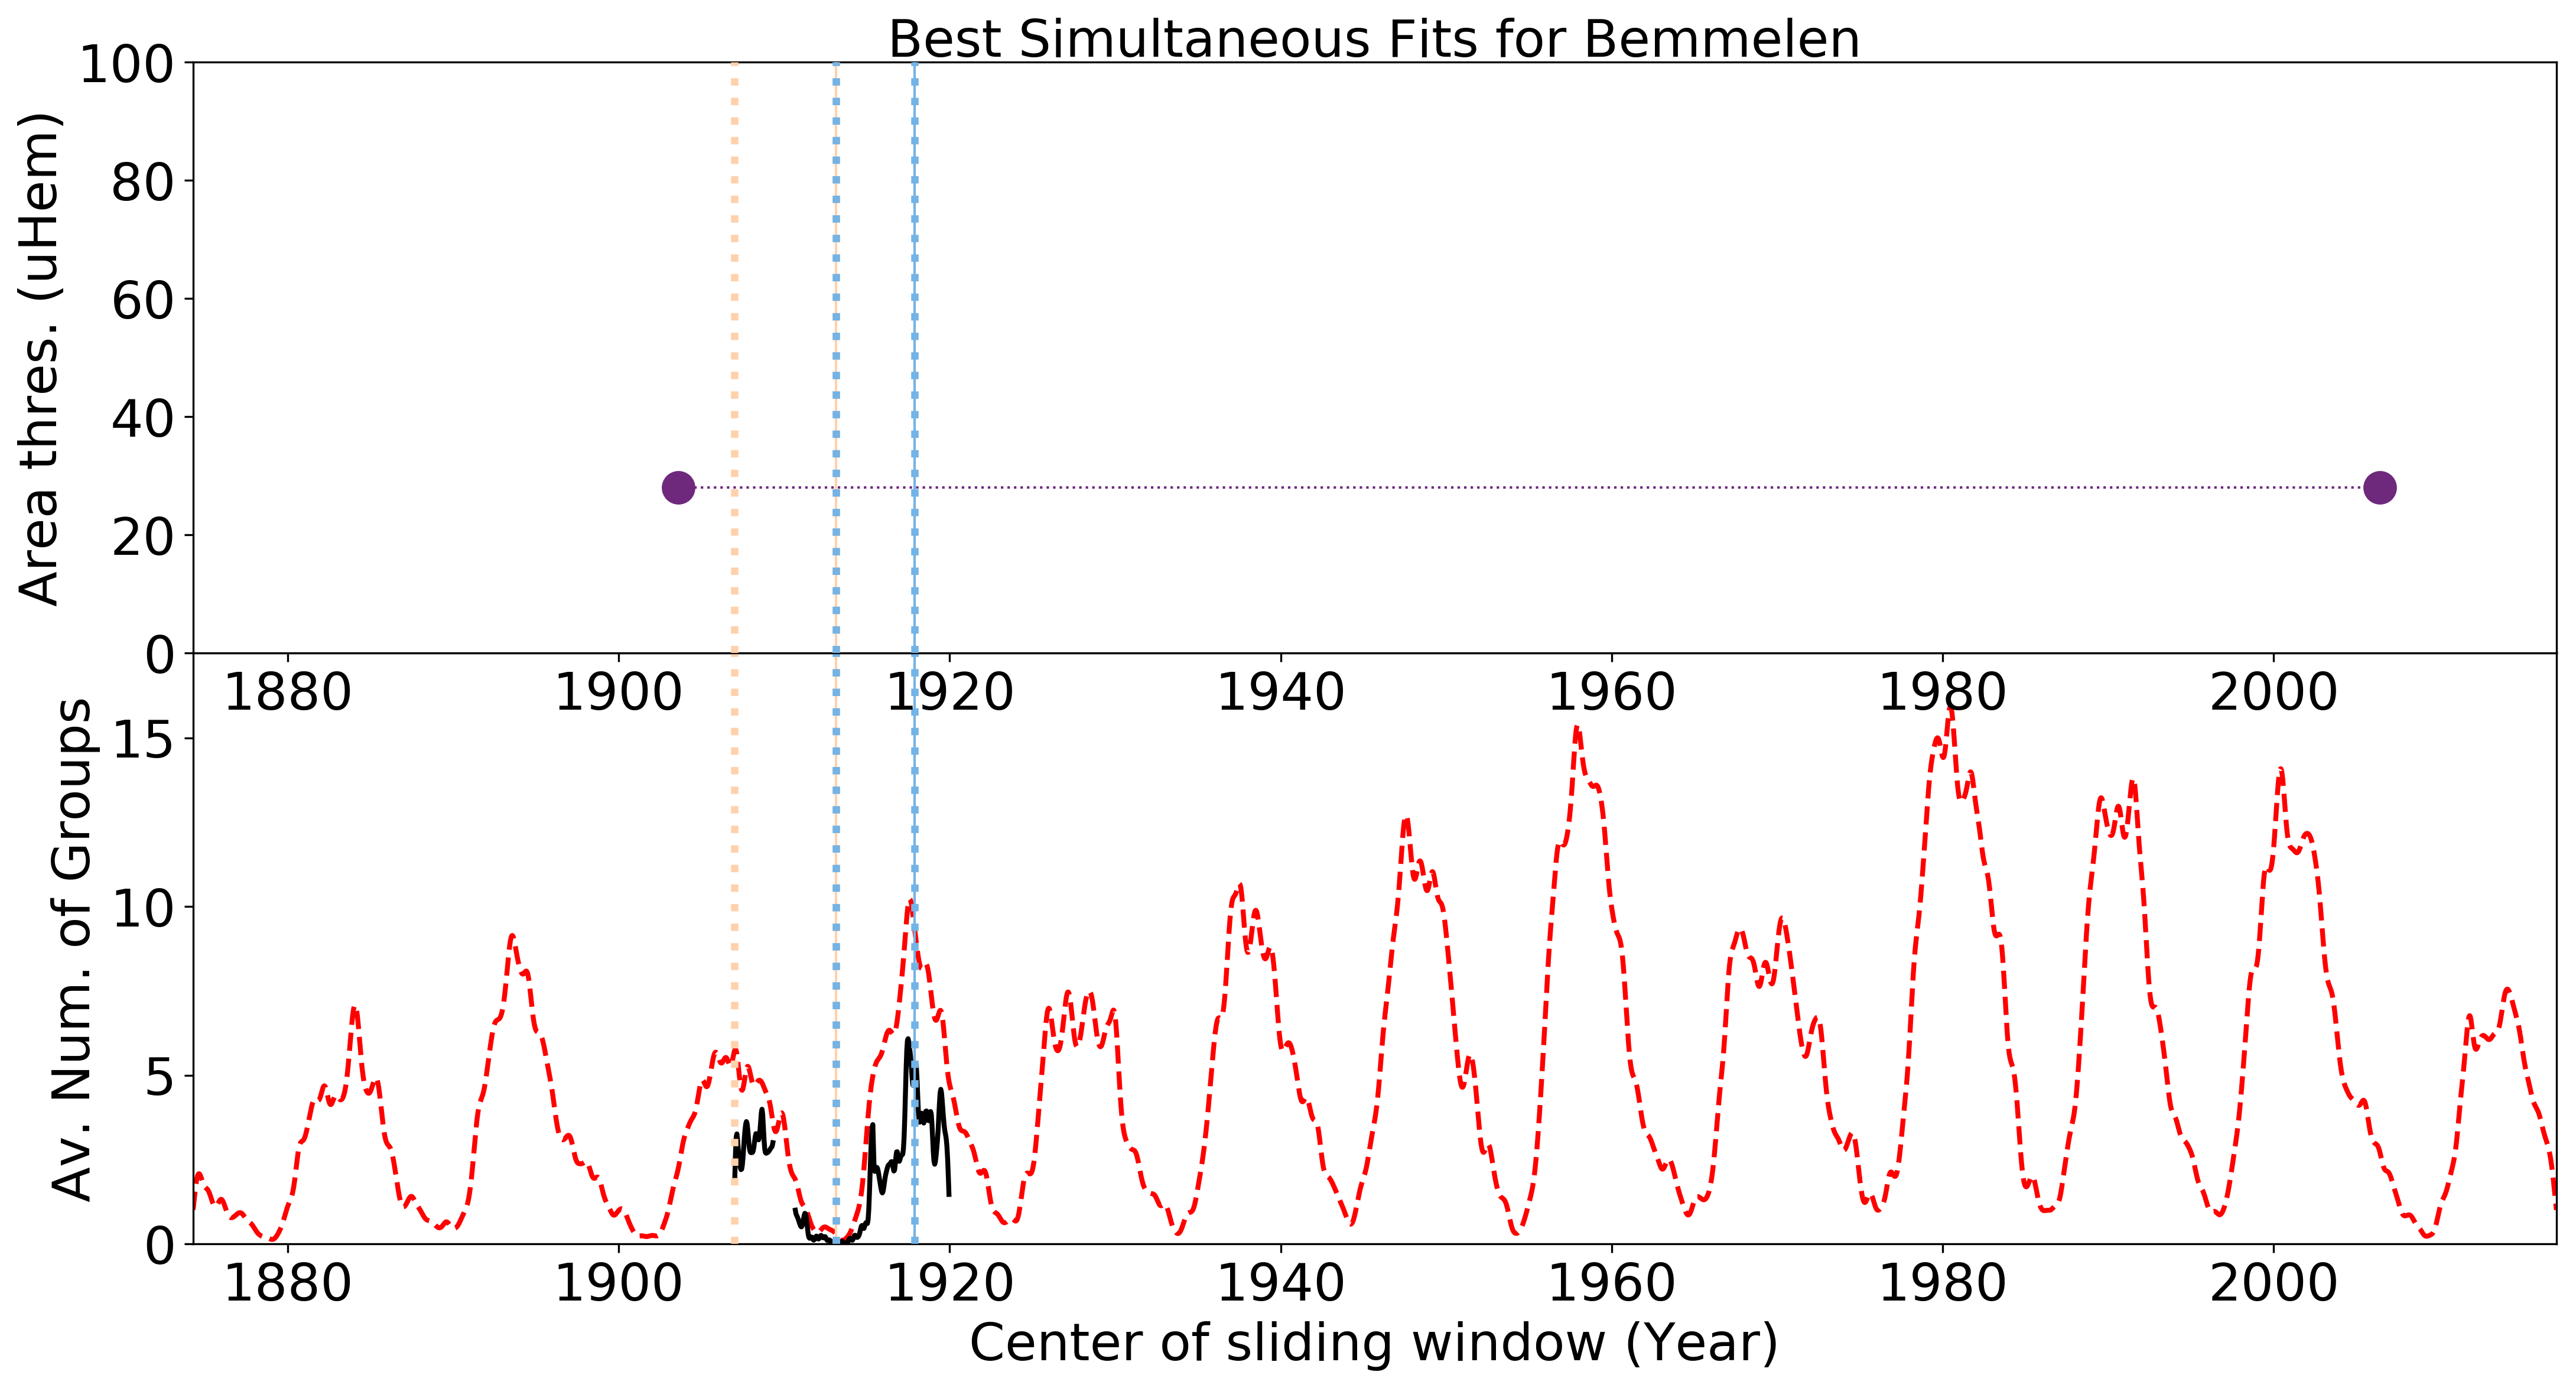 Best Simultaneous Fits for Bemmelen
Area thres. (uHem)
100
80
60
40
20
0
1880 1900 1920 1940 1960 1980 2000
Av. Num. of Groups
15
10
5
0
1880 1900 1920 1940 1960 1980 2000
Center of sliding window (Year)